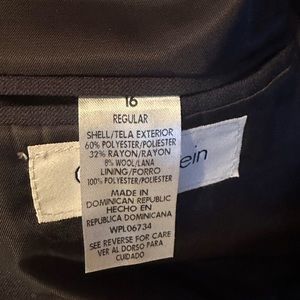 16
REGULAR
SHELL/TELA EXTERIOR
60% POLYESTER/POLIESTER
32% RAYON/RAYON
8% WOOL/LANA
LINING/FORRO
100% POLYESTER/POLIESTER
MADE IN
DOMINICAN REPUBLIC
HECHO EN
REPUBLICA DOMINICANA
WPL06734
SEE REVERSE FOR CARE
VER AL DORSO PARA
CUIDADO